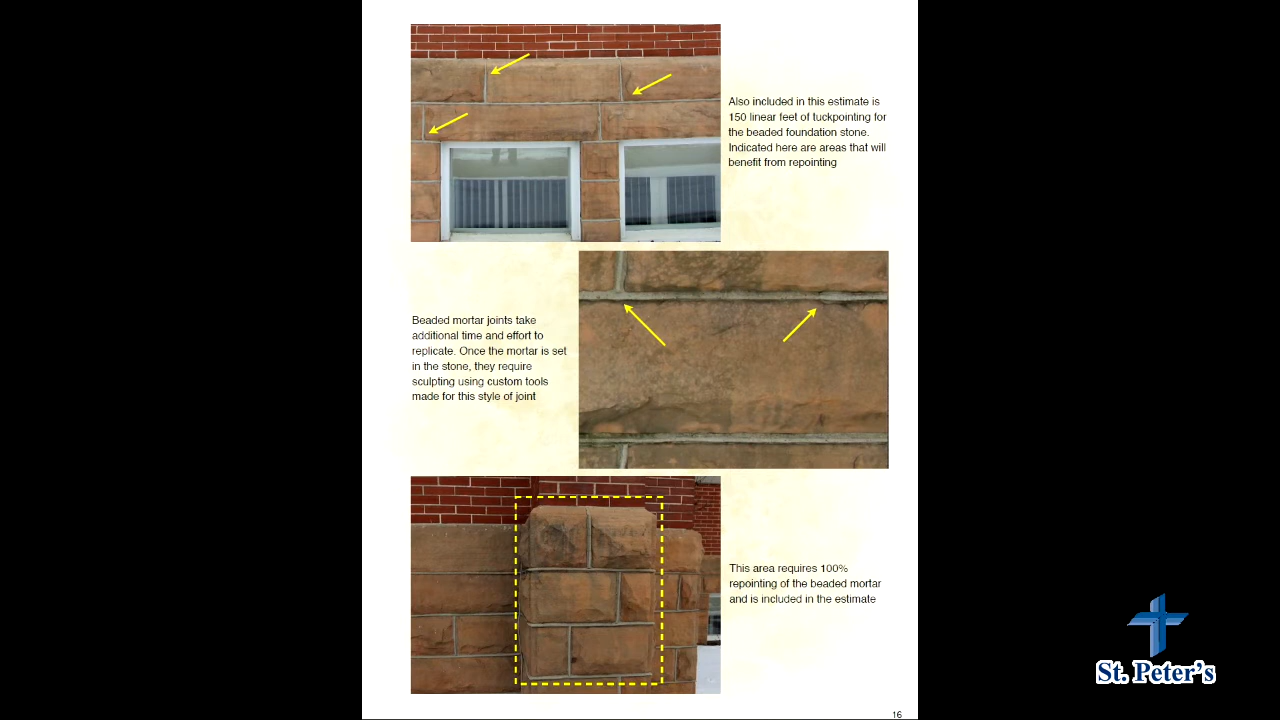 Also included in this estimate is
150 linear feet of tuckpointing for
the beaded foundation stone.
Indicated here are areas that will
benefit from repointing
Beaded mortar joints take
additional time and effort to
replicate. Once the mortar is set
in the stone, they require
sculpting using custom tools
made for this style of joint
This area requires 100%
repointing of the beaded mortar
and is included in the estimate
St. Peter's
16